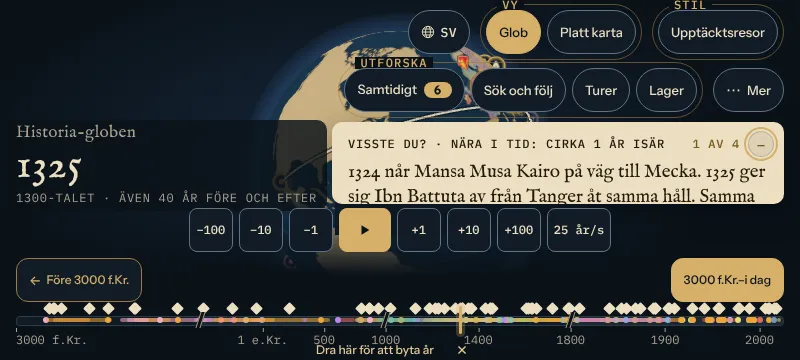 VY
STIL
SV
Glob
Platt karta
Upptäcktsresor
UTFORSKA
Samtidigt 6
Sök och följ
Turer
Lager
··· Mer
Historia-globen
1325
1300-TALET · ÄVEN 40 ÅR FÖRE OCH EFTER
VISSTE DU? · NÄRA I TID: CIRKA 1 ÅR ISÄR
1 AV 4
–
1324 når Mansa Musa Kairo på väg till Mecka. 1325 ger
sig Ibn Battuta av från Tanger åt samma håll. Samma
−100
−10
−1
+1
+10
+100
25 år/s
← Före 3000 f.Kr.
3000 f.Kr.–i dag
3000 f.Kr.
1 e.Kr.
500
1000
1400
1800
1900
2000
Dra här för att byta år ✕